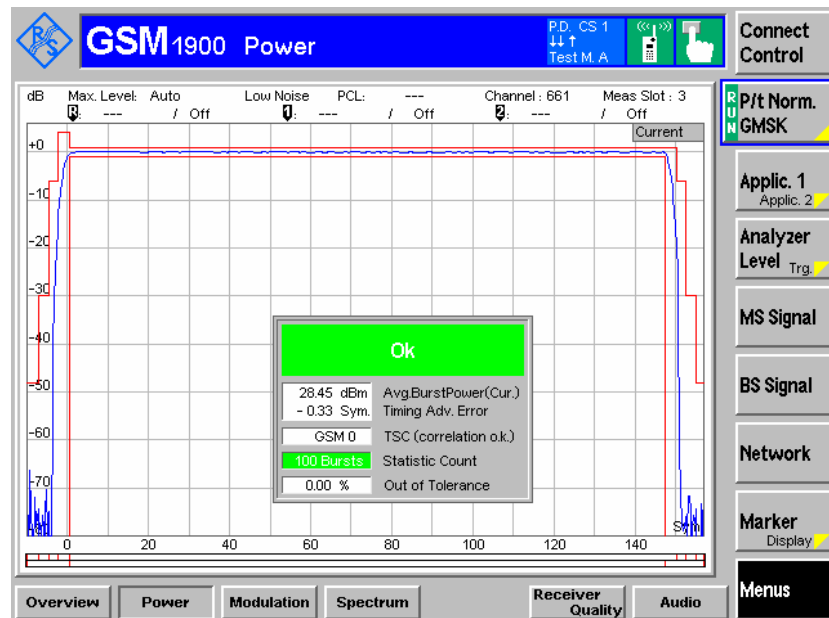 R S
GSM 1900 Power
P.D. CS 1
Test M. A
Connect Control
dB Max. Level: Auto Low Noise PCL: --- Channel : 661 Meas Slot : 3
R : --- / Off 1 : --- / Off 2 : --- / Off
Current
RUN
P/t Norm. GMSK
Applic. 1
Applic. 2
Analyzer Level
Trg.
MS Signal
BS Signal
Network
Marker
Display
Menus
+0
-10
-20
-30
-40
-50
-60
-70
Ok
28.45 dBm Avg.BurstPower(Cur.)
- 0.33 Sym. Timing Adv. Error
GSM 0 TSC (correlation o.k.)
100 Bursts Statistic Count
0.00 % Out of Tolerance
0 20 40 60 80 100 120 140
Overview Power Modulation Spectrum Receiver Quality Audio